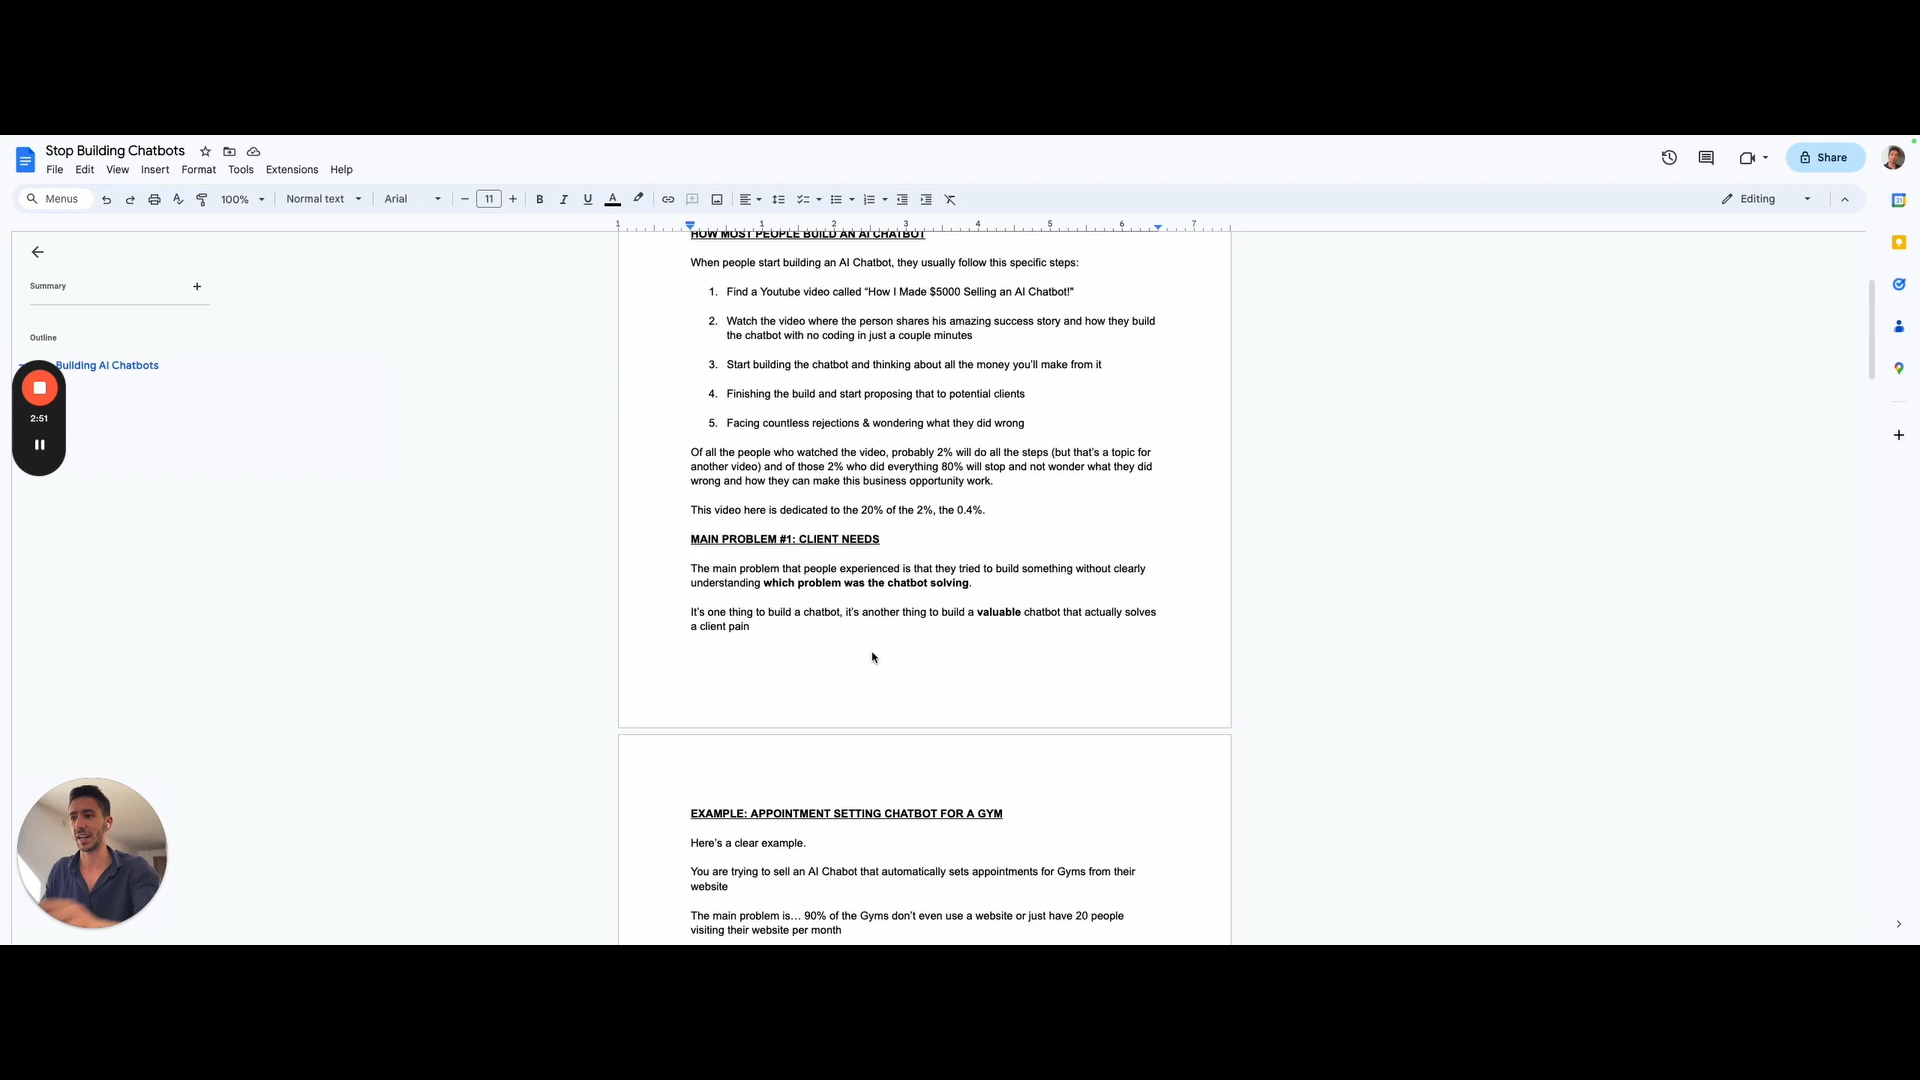 Stop Building Chatbots
File Edit View Insert Format Tools Extensions Help
Share
Menus
100%
Normal text
Arial
11
Editing
1 1 2 3 4 5 6 7
Summary
Outline
Building AI Chatbots
2:51
HOW MOST PEOPLE BUILD AN AI CHATBOT
When people start building an AI Chatbot, they usually follow this specific steps:
1. Find a Youtube video called “How I Made $5000 Selling an AI Chatbot!”
2. Watch the video where the person shares his amazing success story and how they build
the chatbot with no coding in just a couple minutes
3. Start building the chatbot and thinking about all the money you’ll make from it
4. Finishing the build and start proposing that to potential clients
5. Facing countless rejections & wondering what they did wrong
Of all the people who watched the video, probably 2% will do all the steps (but that’s a topic for
another video) and of those 2% who did everything 80% will stop and not wonder what they did
wrong and how they can make this business opportunity work.
This video here is dedicated to the 20% of the 2%, the 0.4%.
MAIN PROBLEM #1: CLIENT NEEDS
The main problem that people experienced is that they tried to build something without clearly
understanding which problem was the chatbot solving.
It’s one thing to build a chatbot, it’s another thing to build a valuable chatbot that actually solves
a client pain
EXAMPLE: APPOINTMENT SETTING CHATBOT FOR A GYM
Here’s a clear example.
You are trying to sell an AI Chabot that automatically sets appointments for Gyms from their
website
The main problem is… 90% of the Gyms don’t even use a website or just have 20 people
visiting their website per month